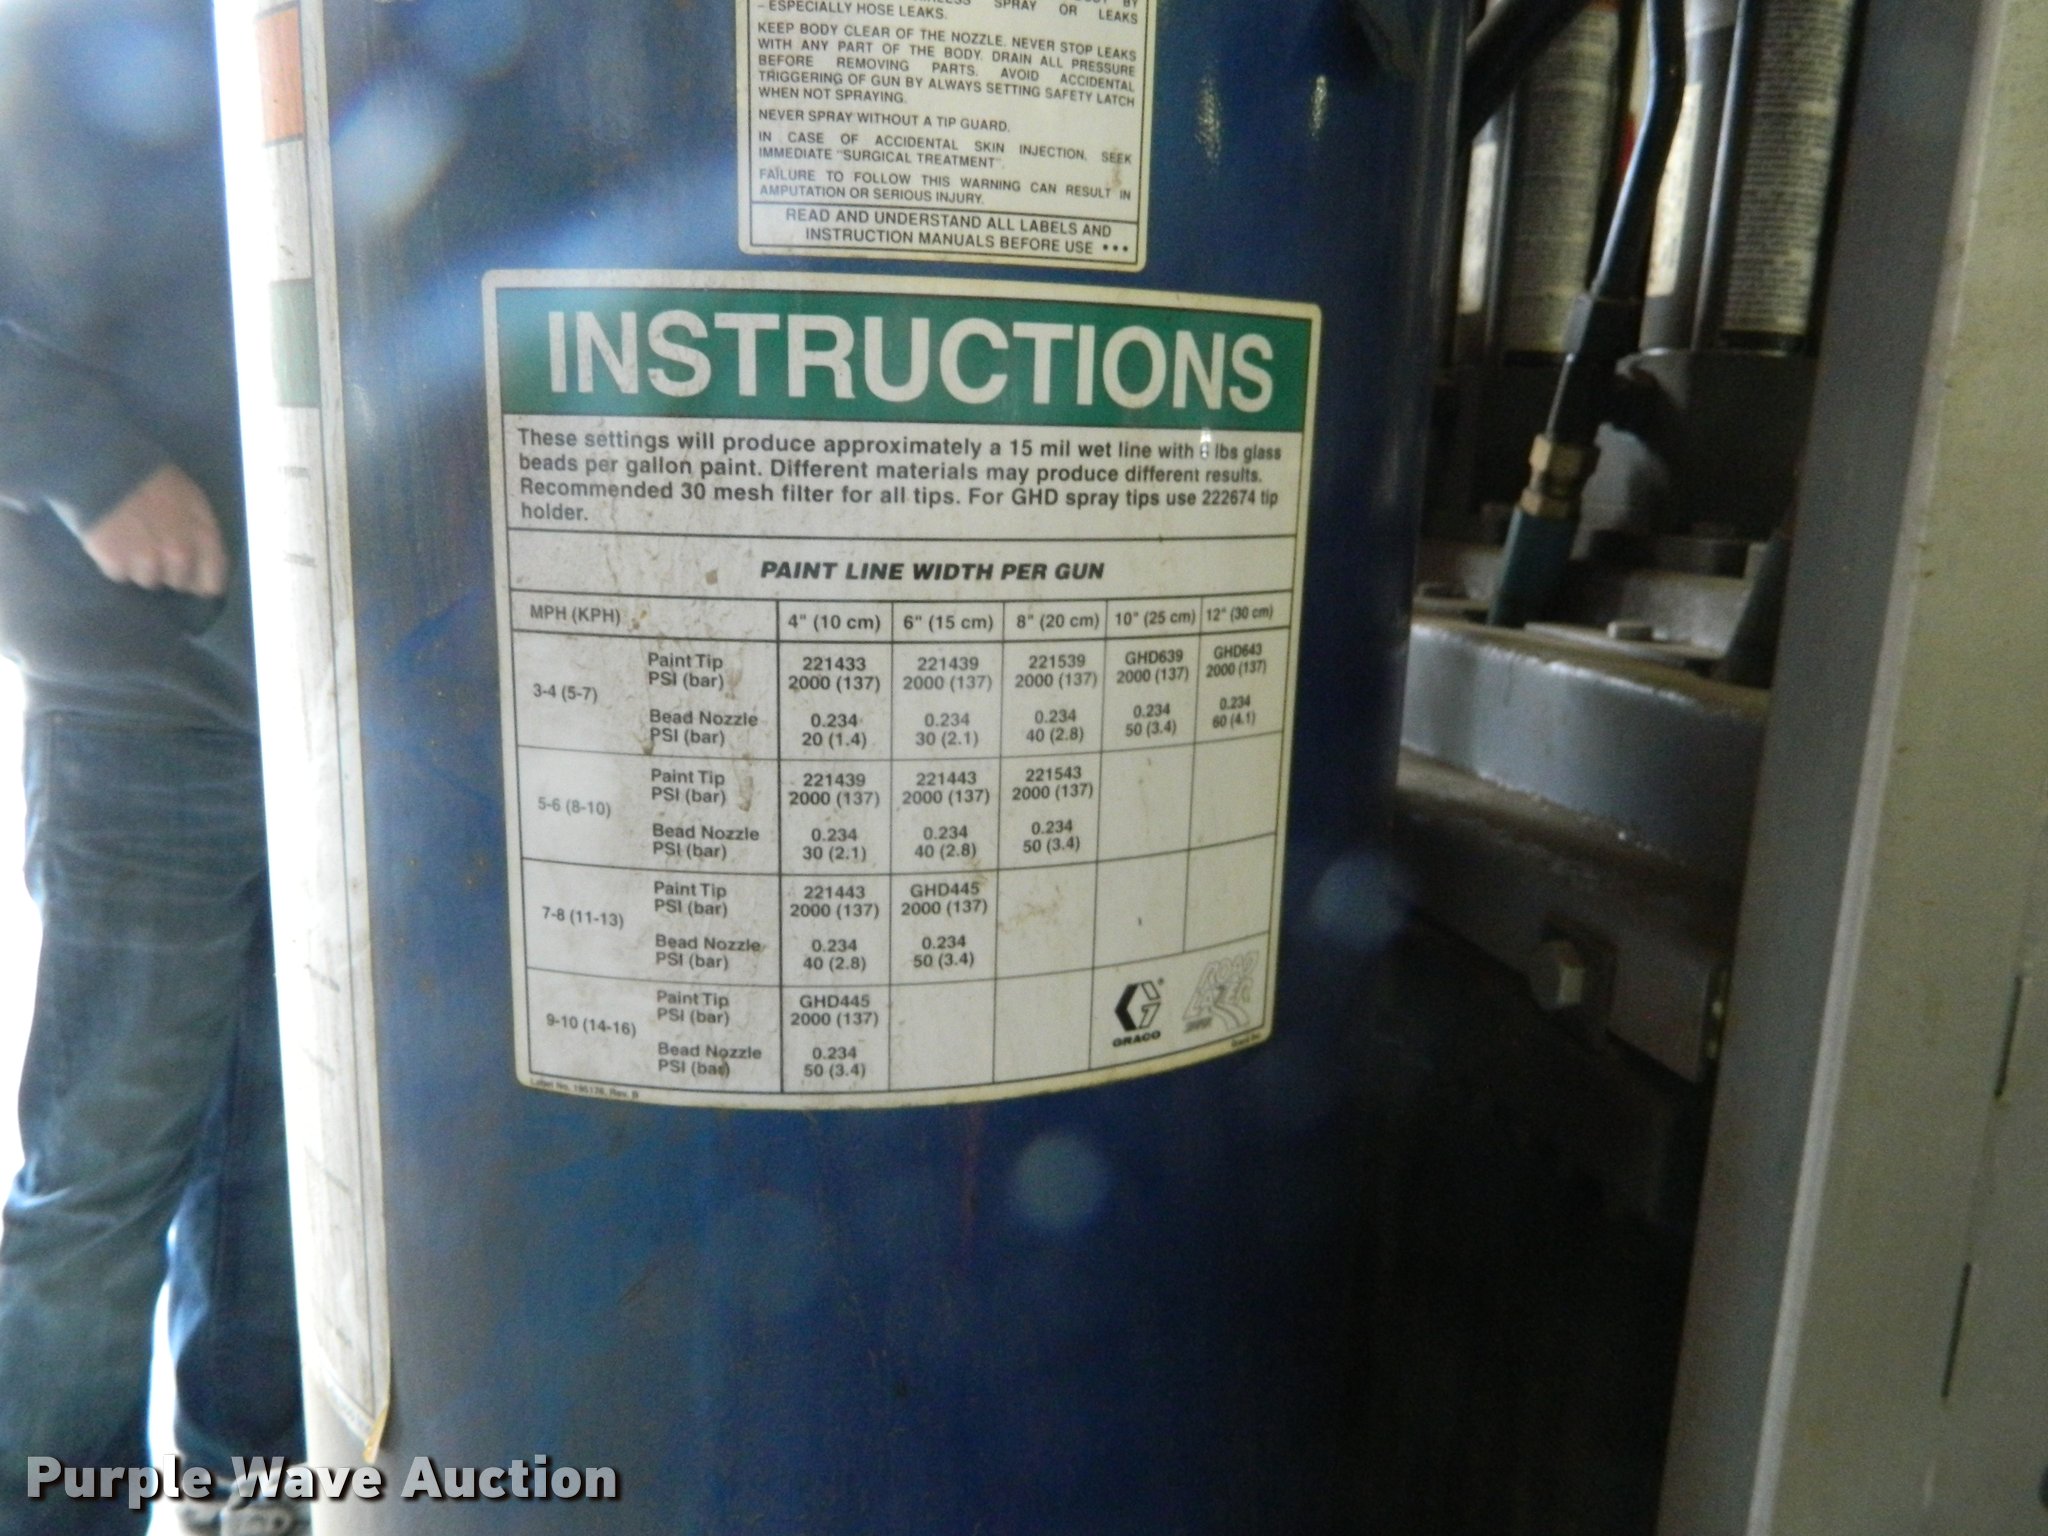 SPRAY OR LEAKS
– ESPECIALLY HOSE LEAKS.
KEEP BODY CLEAR OF THE NOZZLE. NEVER STOP LEAKS
WITH ANY PART OF THE BODY. DRAIN ALL PRESSURE
BEFORE REMOVING PARTS. AVOID ACCIDENTAL
TRIGGERING OF GUN BY ALWAYS SETTING SAFETY LATCH
WHEN NOT SPRAYING.
NEVER SPRAY WITHOUT A TIP GUARD.
IN CASE OF ACCIDENTAL SKIN INJECTION, SEEK
IMMEDIATE "SURGICAL TREATMENT".
FAILURE TO FOLLOW THIS WARNING CAN RESULT IN
AMPUTATION OR SERIOUS INJURY.
READ AND UNDERSTAND ALL LABELS AND
INSTRUCTION MANUALS BEFORE USE •••
INSTRUCTIONS
These settings will produce approximately a 15 mil wet line with lbs glass
beads per gallon paint. Different materials may produce different results.
Recommended 30 mesh filter for all tips. For GHD spray tips use 222674 tip
holder.
PAINT LINE WIDTH PER GUN
MPH (KPH) 4" (10 cm) 6" (15 cm) 8" (20 cm) 10" (25 cm) 12" (30 cm)
3-4 (5-7)
Paint Tip 221433 221439 221539 GHD639 GHD643
PSI (bar) 2000 (137) 2000 (137) 2000 (137) 2000 (137) 2000 (137)
Bead Nozzle 0.234 0.234 0.234 0.234 0.234
PSI (bar) 20 (1.4) 30 (2.1) 40 (2.8) 50 (3.4) 60 (4.1)
5-6 (8-10)
Paint Tip 221439 221443 221543
PSI (bar) 2000 (137) 2000 (137) 2000 (137)
Bead Nozzle 0.234 0.234 0.234
PSI (bar) 30 (2.1) 40 (2.8) 50 (3.4)
7-8 (11-13)
Paint Tip 221443 GHD445
PSI (bar) 2000 (137) 2000 (137)
Bead Nozzle 0.234 0.234
PSI (bar) 40 (2.8) 50 (3.4)
9-10 (14-16)
Paint Tip GHD445
PSI (bar) 2000 (137)
Bead Nozzle 0.234
PSI (bar) 50 (3.4)
GRACO
ROAD
LAZER
Purple Wave Auction